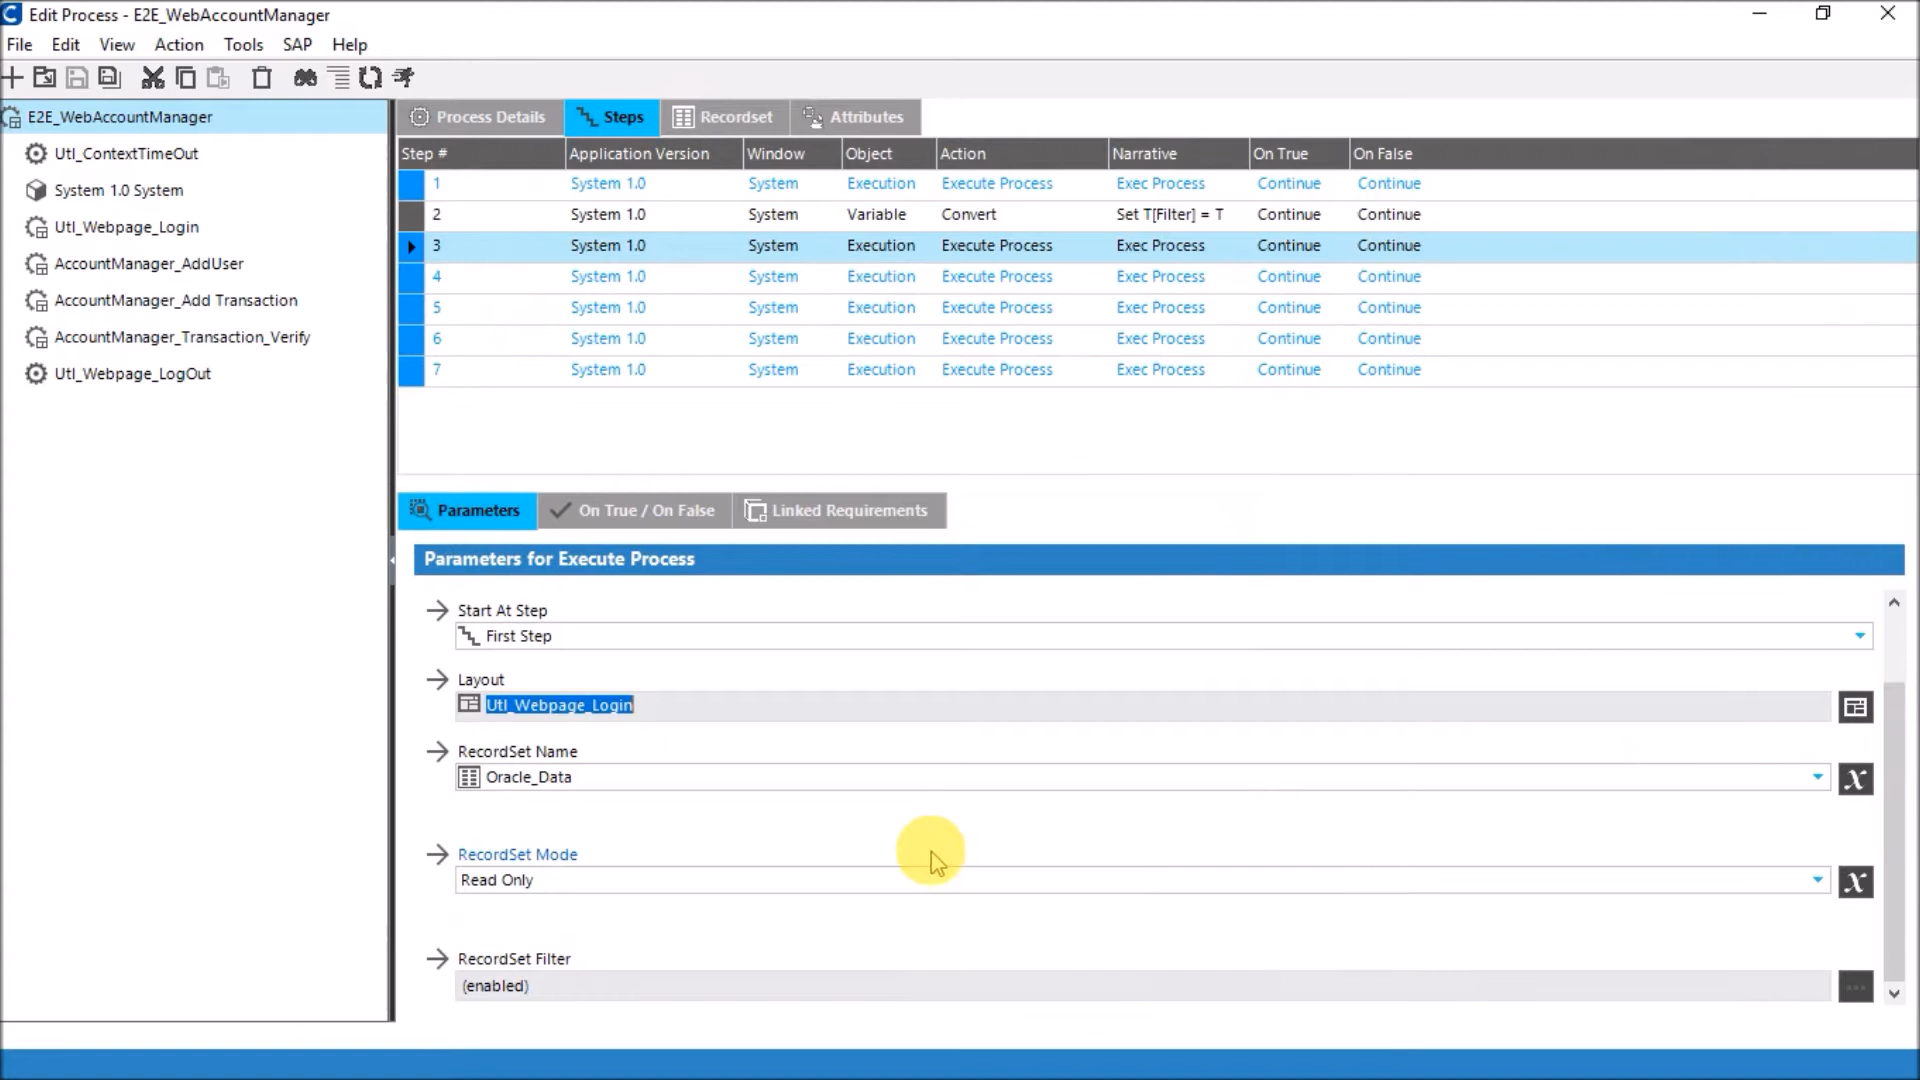 Edit Process - E2E_WebAccountManager
File Edit View Action Tools SAP Help
E2E_WebAccountManager
Utl_ContextTimeOut
System 1.0 System
Utl_Webpage_Login
AccountManager_AddUser
AccountManager_Add Transaction
AccountManager_Transaction_Verify
Utl_Webpage_LogOut
Process Details Steps Recordset Attributes
Step # Application Version Window Object Action Narrative On True On False
1 System 1.0 System Execution Execute Process Exec Process Continue Continue
2 System 1.0 System Variable Convert Set T[Filter] = T Continue Continue
3 System 1.0 System Execution Execute Process Exec Process Continue Continue
4 System 1.0 System Execution Execute Process Exec Process Continue Continue
5 System 1.0 System Execution Execute Process Exec Process Continue Continue
6 System 1.0 System Execution Execute Process Exec Process Continue Continue
7 System 1.0 System Execution Execute Process Exec Process Continue Continue
Parameters On True / On False Linked Requirements
Parameters for Execute Process
Start At Step
First Step
Layout
Utl_Webpage_Login
RecordSet Name
Oracle_Data
RecordSet Mode
Read Only
RecordSet Filter
(enabled)